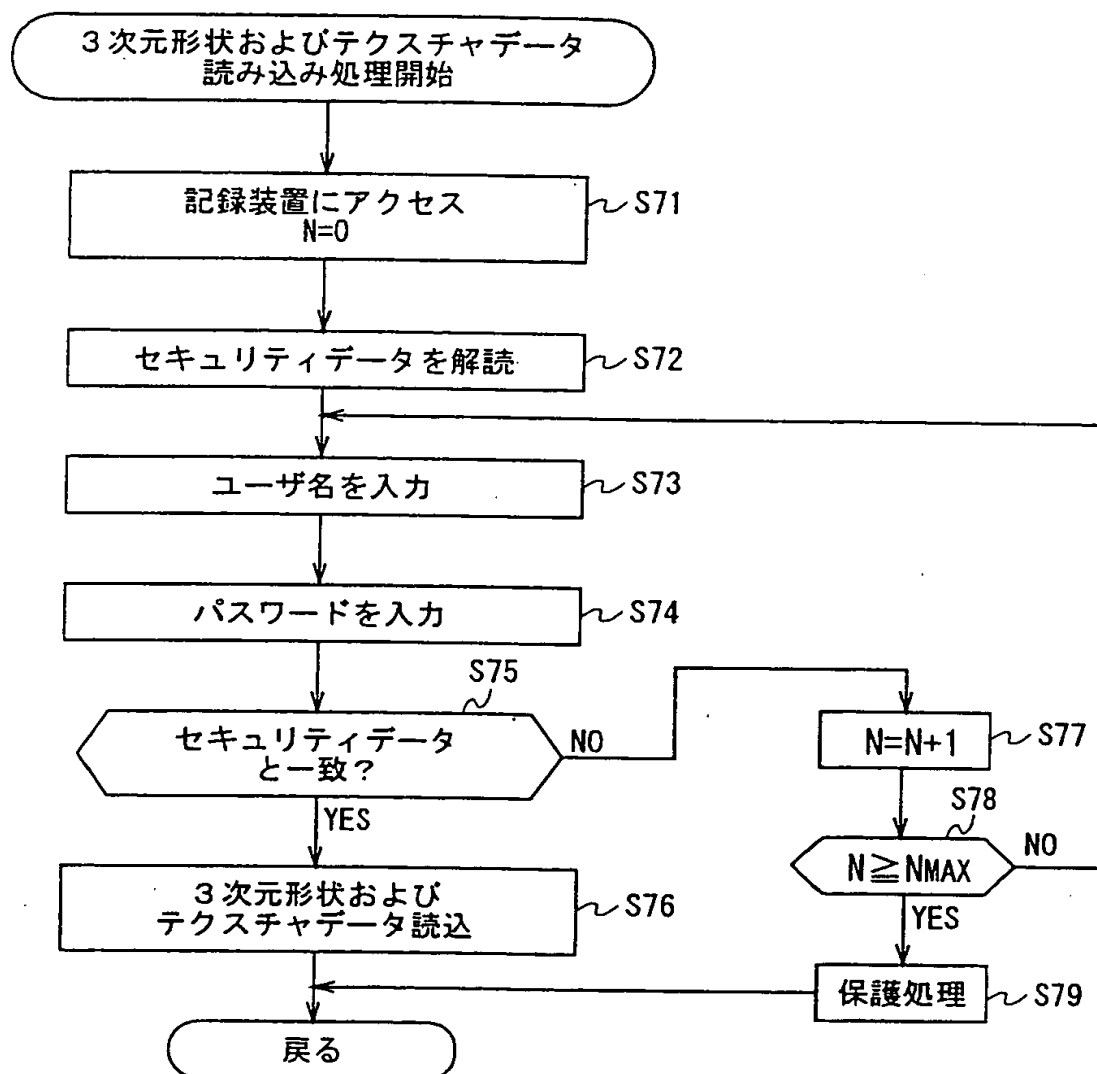 3次元形状およびテクスチャデータ
読み込み処理開始
記録装置にアクセス
N=0
S71
セキュリティデータを解読
S72
ユーザ名を入力
S73
パスワードを入力
S74
S75
セキュリティデータ
と一致?
NO
YES
N=N+1
S77
S78
N≧NMAX
NO
YES
3次元形状および
テクスチャデータ読込
S76
保護処理
S79
戻る